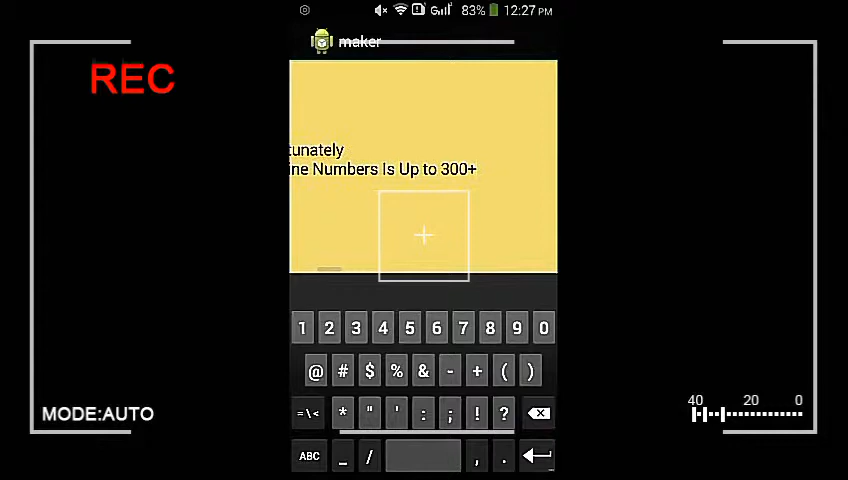 83% 12:27 PM
maker
REC
tunately
ine Numbers Is Up to 300+
1 2 3 4 5 6 7 8 9 0
@ # $ % & - + ( )
=\< * " ' : ; ! ?
MODE:AUTO
40 20 0
ABC _ / , .